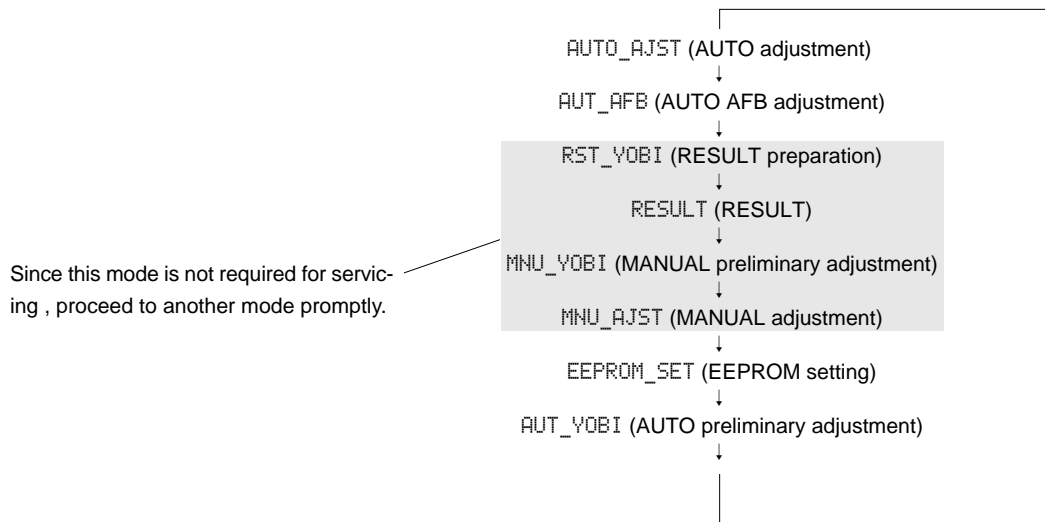 AUTO_AJST (AUTO adjustment)
AUT_AFB (AUTO AFB adjustment)
RST_YOBI (RESULT preparation)
RESULT (RESULT)
MNU_YOBI (MANUAL preliminary adjustment)
MNU_AJST (MANUAL adjustment)
EEPROM_SET (EEPROM setting)
AUT_YOBI (AUTO preliminary adjustment)
Since this mode is not required for servic-
ing , proceed to another mode promptly.